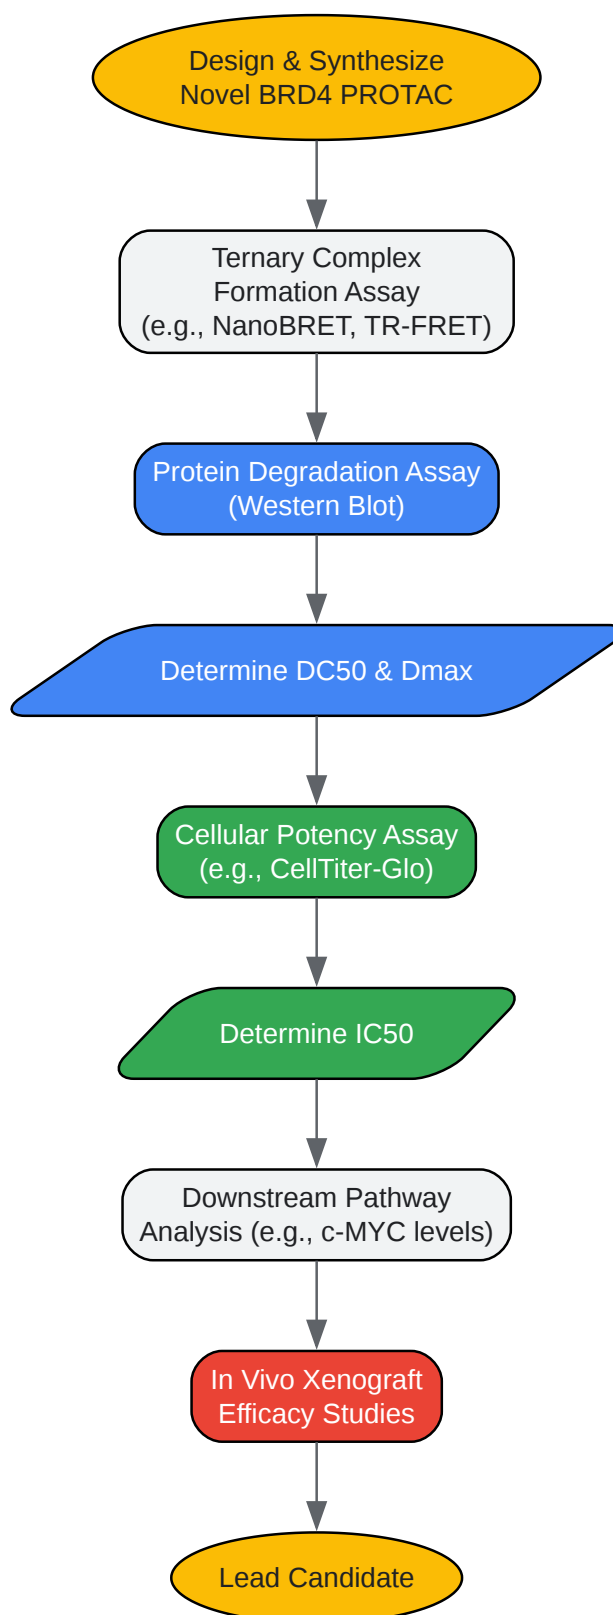 Design & Synthesize
Novel BRD4 PROTAC
Ternary Complex
Formation Assay
(e.g., NanoBRET, TR-FRET)
Protein Degradation Assay
(Western Blot)
Determine DC50 & Dmax
Cellular Potency Assay
(e.g., CellTiter-Glo)
Determine IC50
Downstream Pathway
Analysis (e.g., c-MYC levels)
In Vivo Xenograft
Efficacy Studies
Lead Candidate